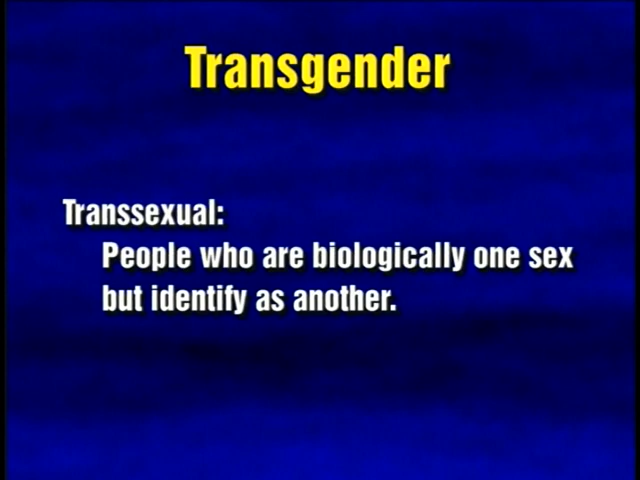 Transgender
Transsexual:
People who are biologically one sex
but identify as another.